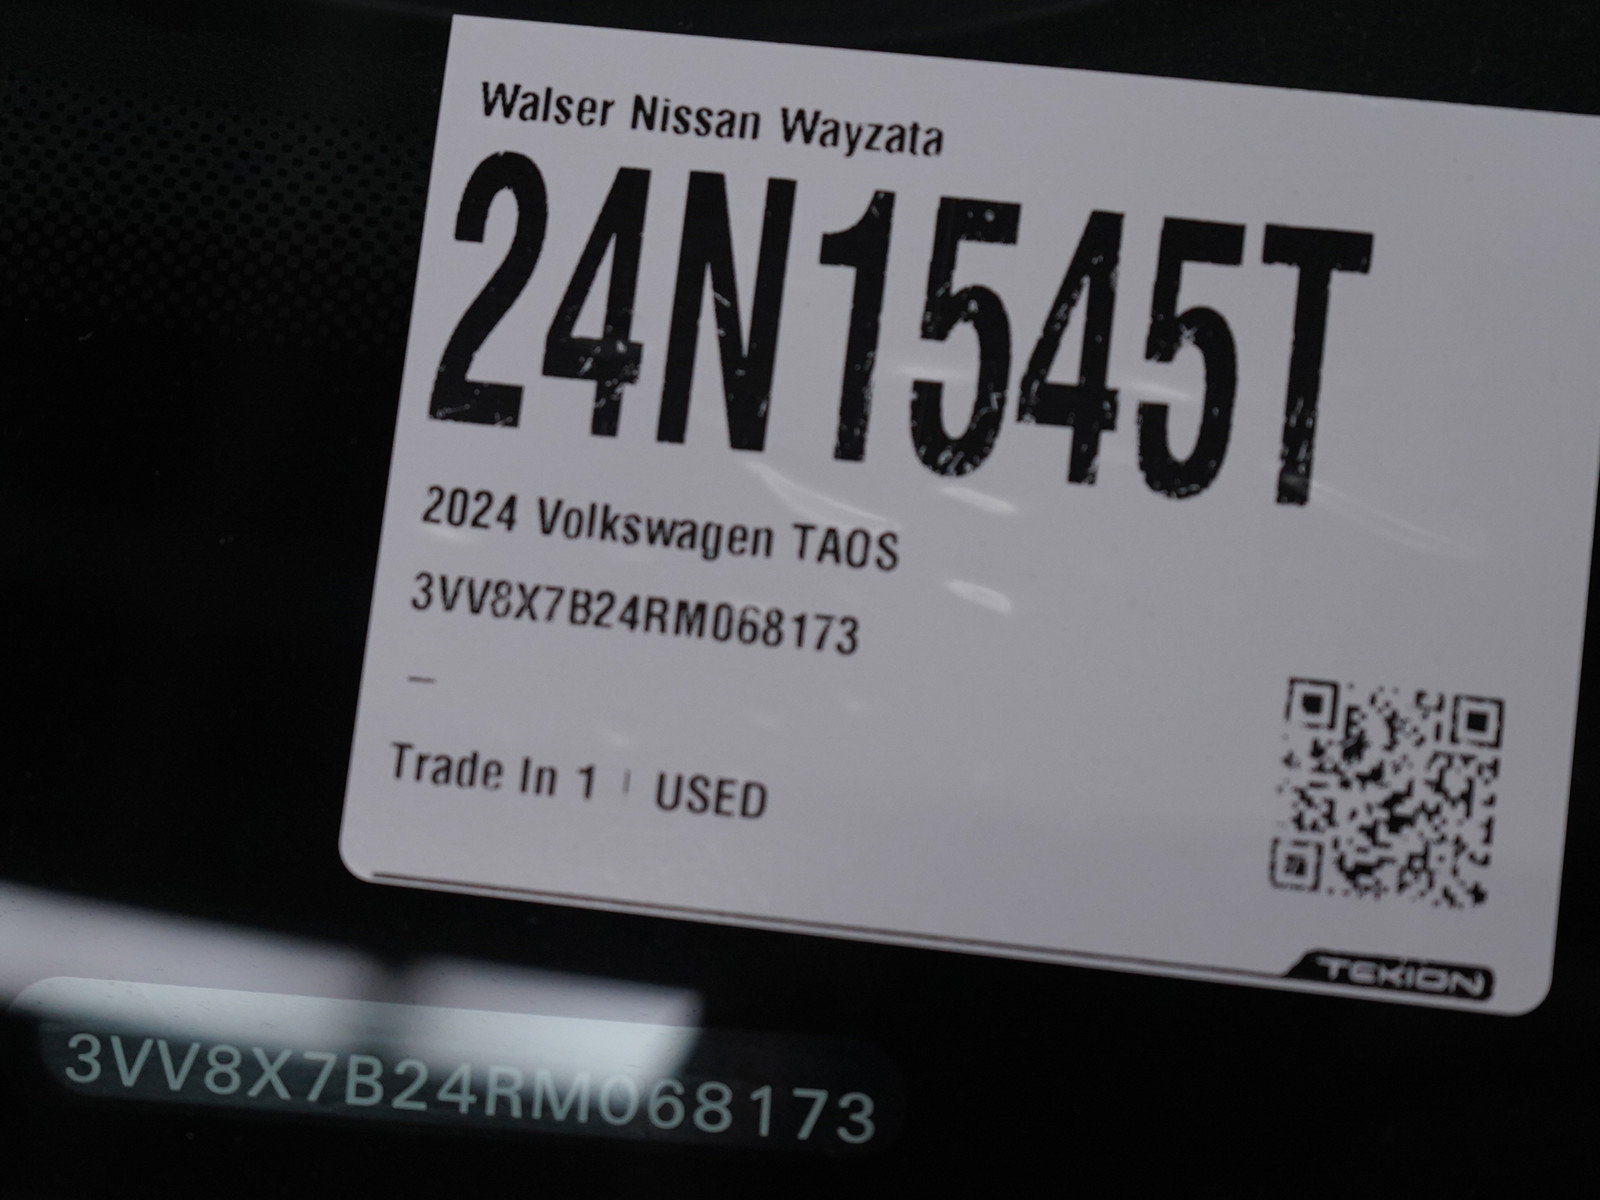 Walser Nissan Wayzata
24N1545T
2024 Volkswagen TAOS
3VV8X7B24RM068173
–
Trade In 1 | USED
TEKION
3VV8X7B24RM068173